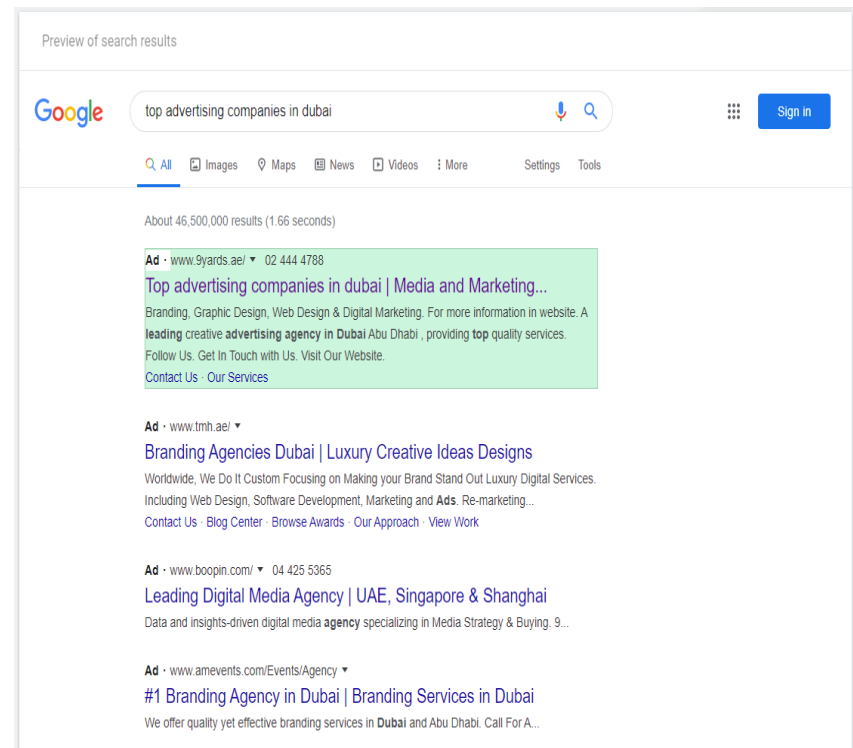 Preview of search results
Google
top advertising companies in dubai
Sign in
All Images Maps News Videos More Settings Tools
About 46,500,000 results (1.66 seconds)
Ad · www.9yards.ae/ 02 444 4788
Top advertising companies in dubai | Media and Marketing...
Branding, Graphic Design, Web Design & Digital Marketing. For more information in website. A
leading creative advertising agency in Dubai Abu Dhabi , providing top quality services.
Follow Us. Get In Touch with Us. Visit Our Website.
Contact Us · Our Services
Ad · www.tmh.ae/
Branding Agencies Dubai | Luxury Creative Ideas Designs
Worldwide, We Do It Custom Focusing on Making your Brand Stand Out Luxury Digital Services.
Including Web Design, Software Development, Marketing and Ads. Re-marketing...
Contact Us · Blog Center · Browse Awards · Our Approach · View Work
Ad · www.boopin.com/ 04 425 5365
Leading Digital Media Agency | UAE, Singapore & Shanghai
Data and insights-driven digital media agency specializing in Media Strategy & Buying. 9...
Ad · www.amevents.com/Events/Agency
#1 Branding Agency in Dubai | Branding Services in Dubai
We offer quality yet effective branding services in Dubai and Abu Dhabi. Call For A...